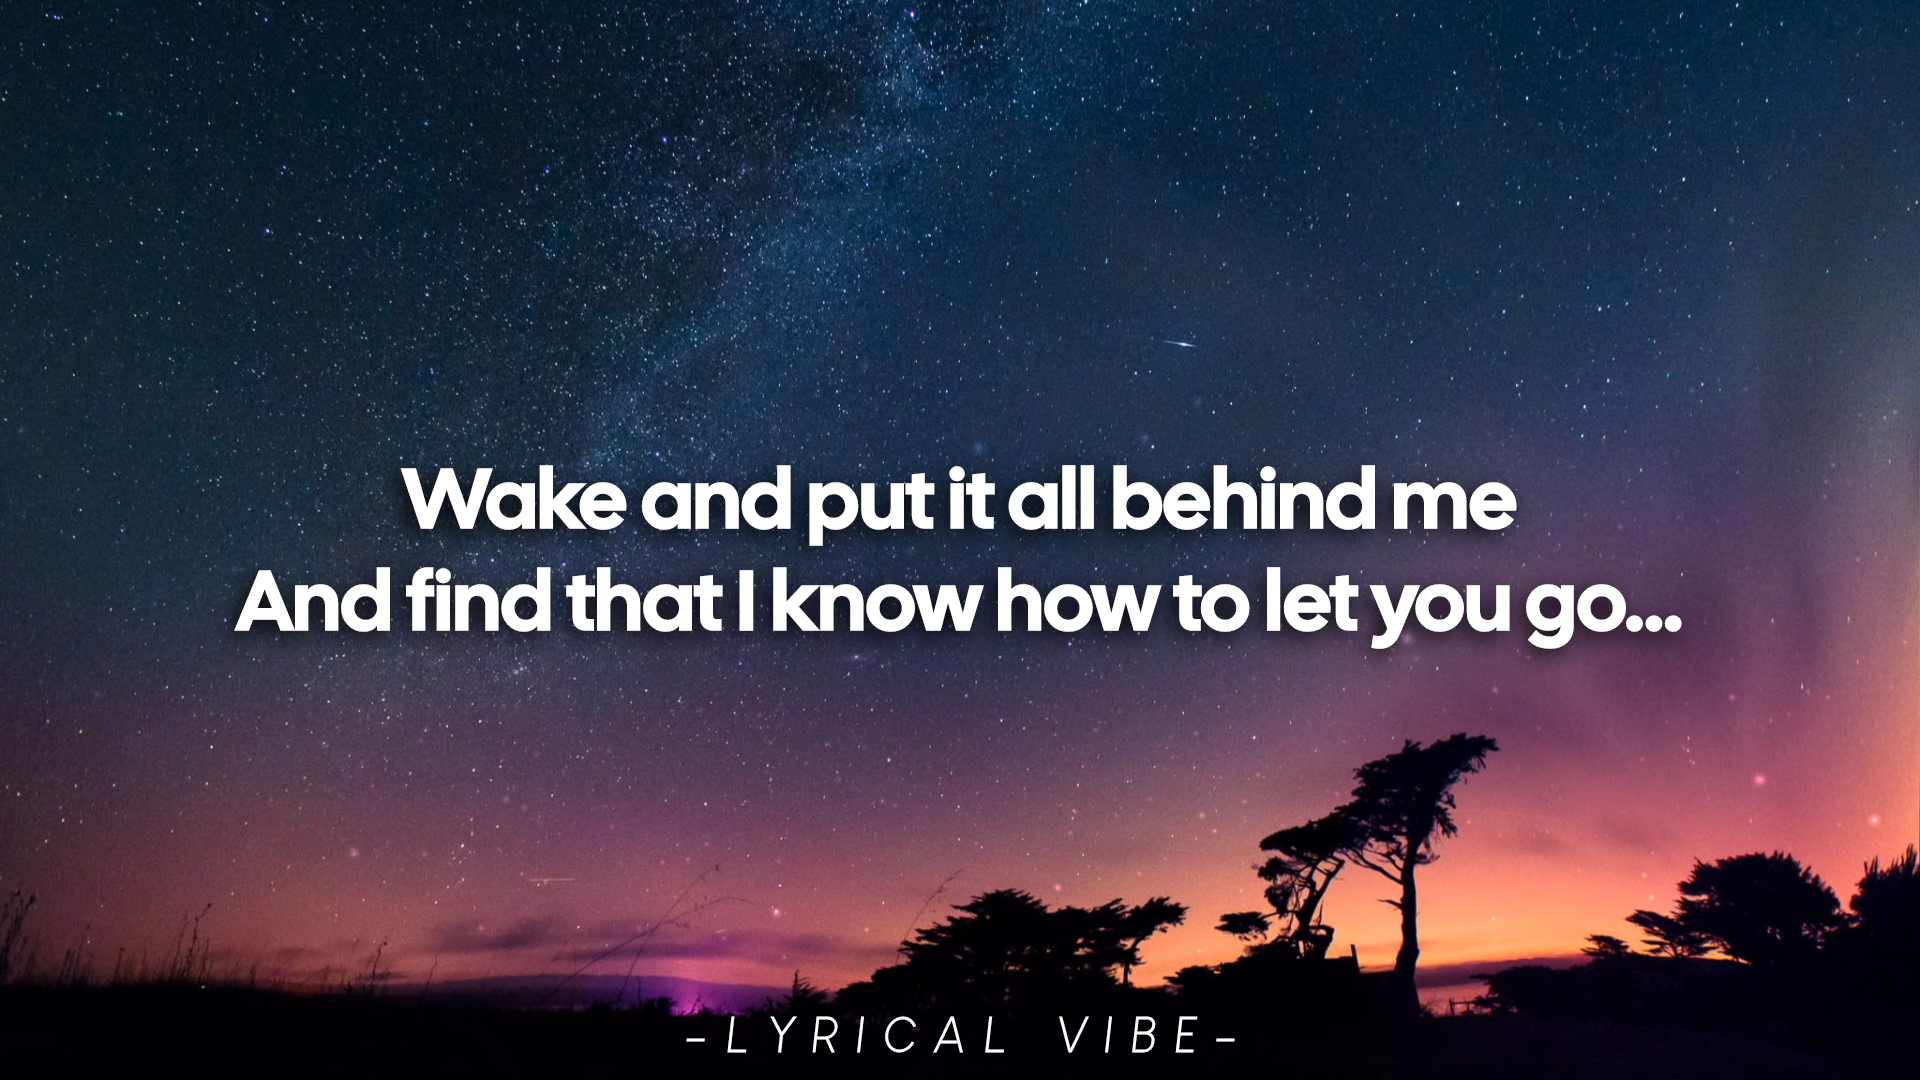 Wake and put it all behind me
And find that I know how to let you go...
-LYRICAL VIBE-